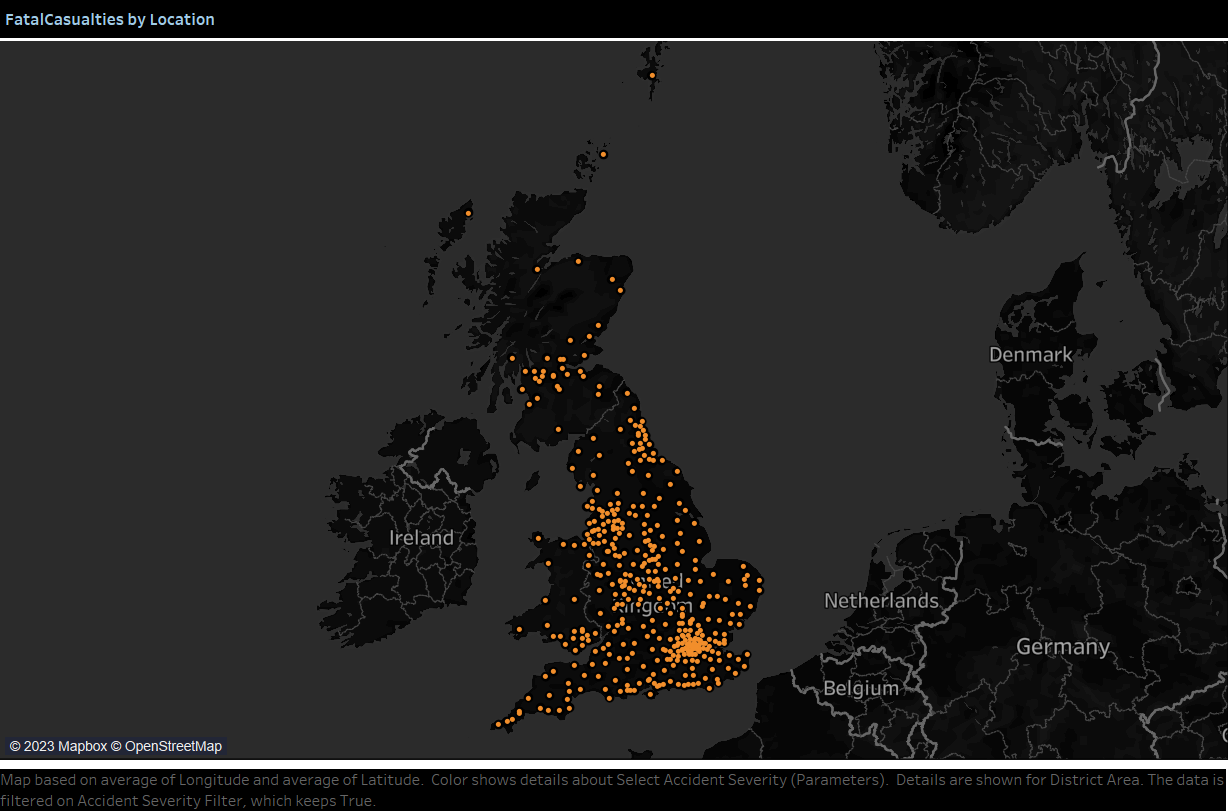 FatalCasualties by Location
Denmark
Ireland
United
Kingdom
Netherlands
Germany
Belgium
© 2023 Mapbox © OpenStreetMap
Map based on average of Longitude and average of Latitude. Color shows details about Select Accident Severity (Parameters). Details are shown for District Area. The data is
filtered on Accident Severity Filter, which keeps True.